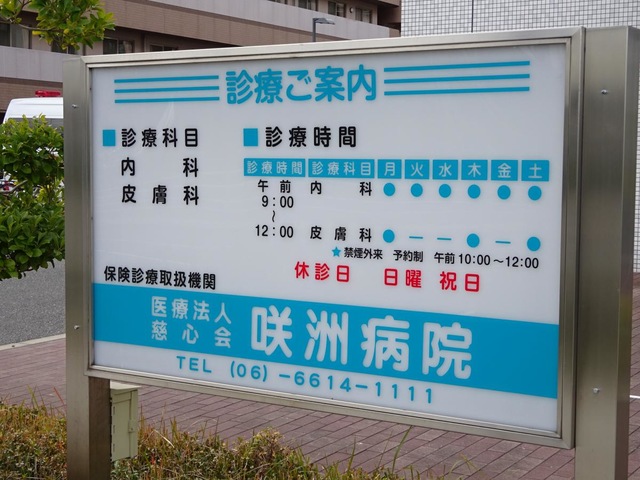 診療ご案内
■診療科目
内科
皮膚科
■診療時間
診療時間 診療科目 月 火 水 木 金 土
午前 内科 ● ● ● ● ● ●
9:00
～
12:00 皮膚科 ● － － ● － ●
★禁煙外来 予約制 午前10:00～12:00
休診日 日曜 祝日
保険診療取扱機関
医療法人
慈心会
咲洲病院
TEL (06)-6614-1111